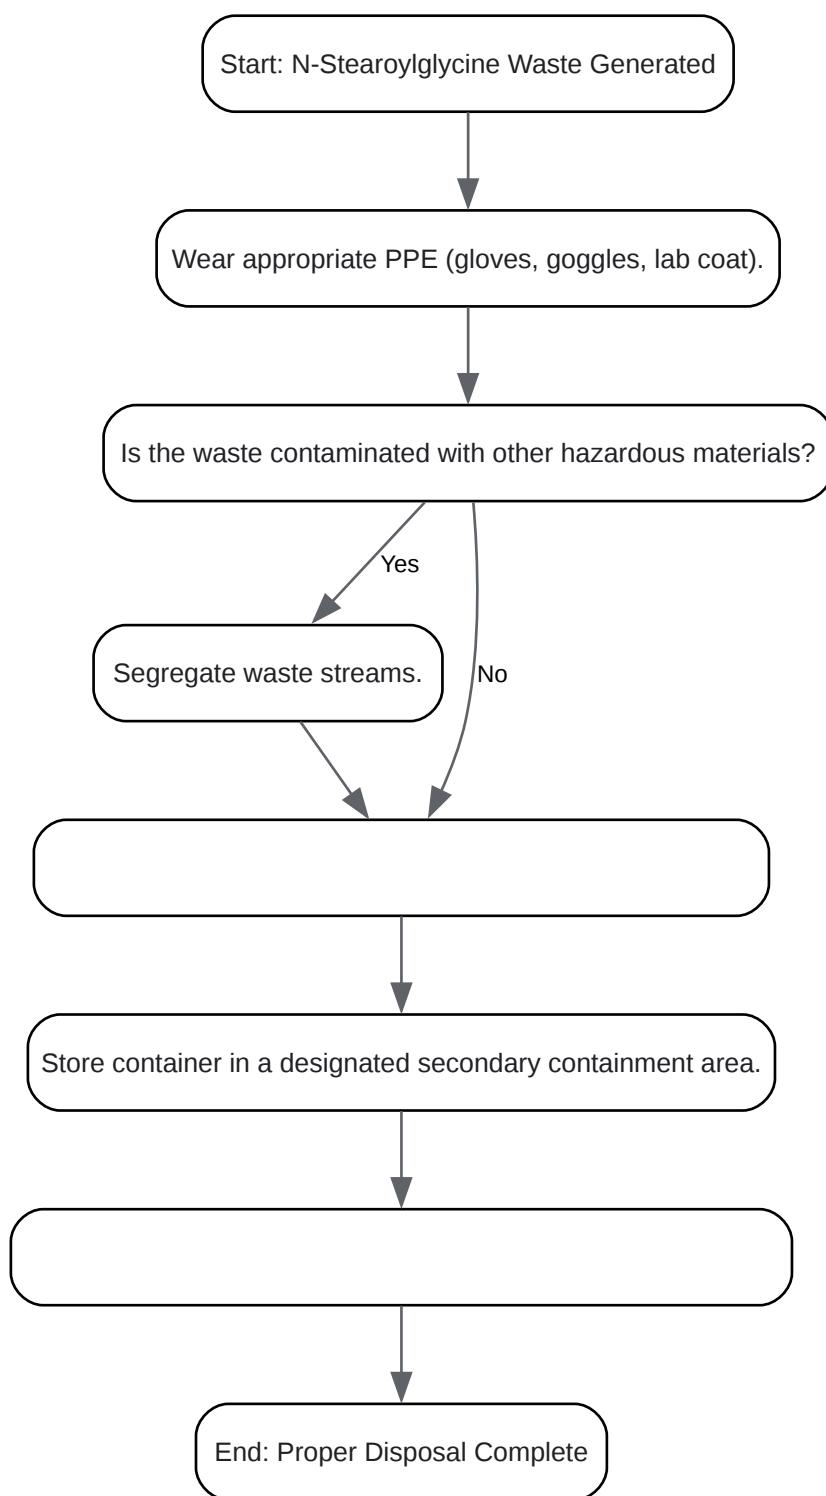 Start: N-Stearoylglycine Waste Generated
Wear appropriate PPE (gloves, goggles, lab coat).
Is the waste contaminated with other hazardous materials?
Yes
Segregate waste streams.
No
Store container in a designated secondary containment area.
End: Proper Disposal Complete